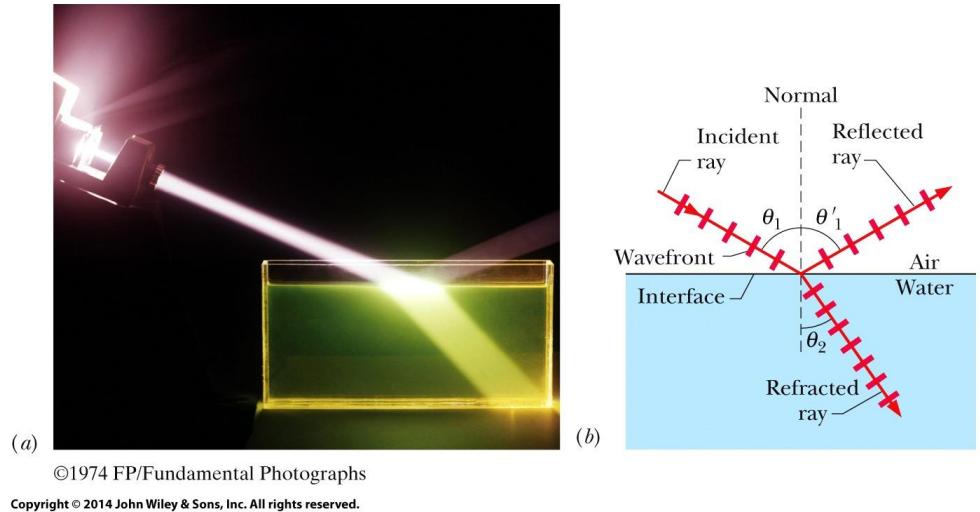 Normal
Incident
ray
Reflected
ray
θ₁
θ′₁
Wavefront
Air
Interface
Water
θ₂
Refracted
ray
(a)
(b)
©1974 FP/Fundamental Photographs
Copyright © 2014 John Wiley & Sons, Inc. All rights reserved.